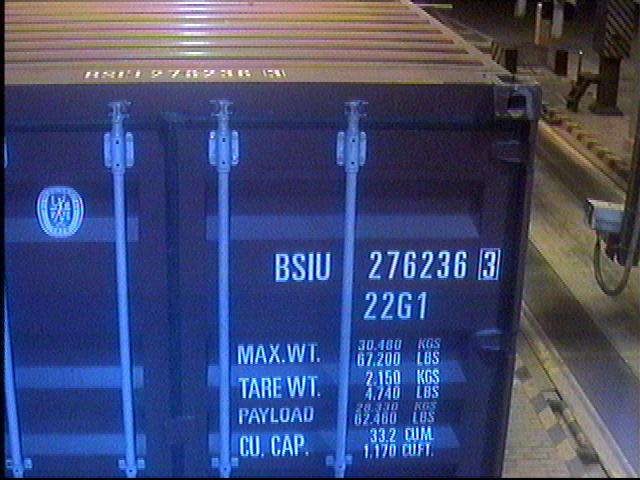 BSIU 276236 3
BSIU 276236 3
22G1
MAX.WT. 30.480 KGS
67.200 LBS
TARE WT. 2.150 KGS
4.740 LBS
PAYLOAD 28.330 KGS
62.460 LBS
CU. CAP. 33.2 CU.M.
1.170 CU.FT.